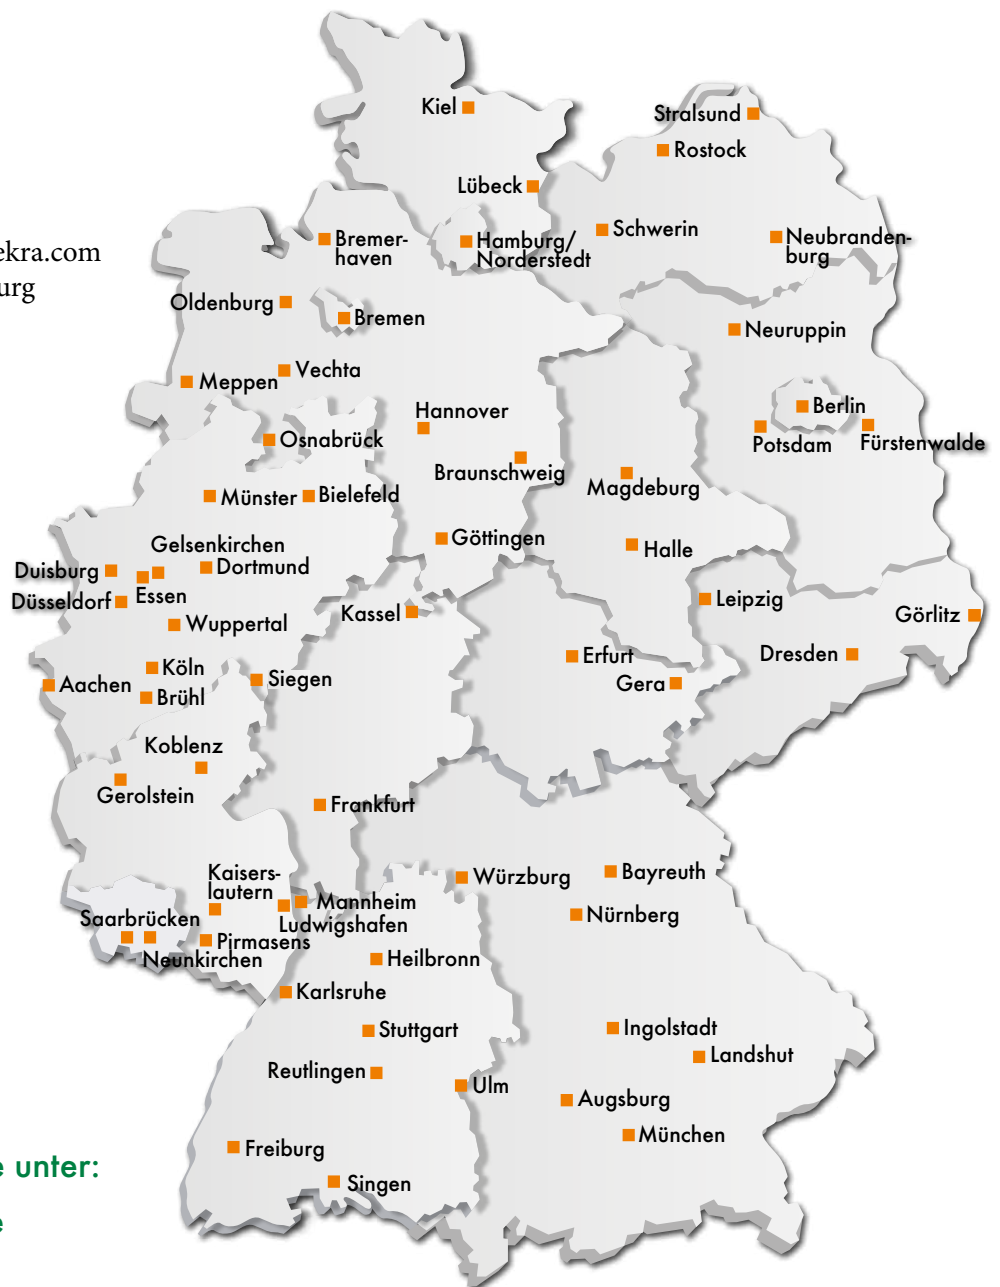 Kiel
Stralsund
Rostock
Lübeck
Schwerin
Bremer-
haven
Hamburg/
Norderstedt
Neubranden-
burg
ekra.com
urg
Oldenburg
Bremen
Neuruppin
Vechta
Meppen
Berlin
Hannover
Osnabrück
Potsdam
Fürstenwalde
Braunschweig
Magdeburg
Münster
Bielefeld
Göttingen
Halle
Gelsenkirchen
Duisburg
Dortmund
Essen
Düsseldorf
Leipzig
Kassel
Görlitz
Wuppertal
Erfurt
Dresden
Köln
Siegen
Gera
Aachen
Brühl
Koblenz
Gerolstein
Frankfurt
Kaisers-
lautern
Würzburg
Bayreuth
Mannheim
Ludwigshafen
Nürnberg
Saarbrücken
Pirmasens
Neunkirchen
Heilbronn
Karlsruhe
Stuttgart
Ingolstadt
Landshut
Reutlingen
Ulm
Augsburg
München
Freiburg
Singen
e unter:
e